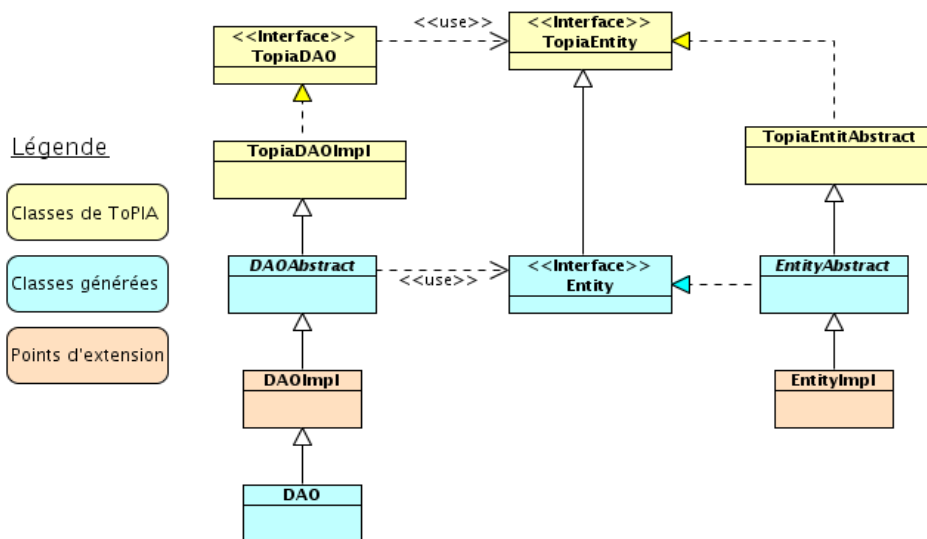 <<use>>
<<Interface>>
TopiaDAO
<<Interface>>
TopiaEntity
TopiaEntitAbstract
Légende
TopiaDAOImpl
Classes de ToPIA
DAOAbstract
<<use>>
<<Interface>>
Entity
EntityAbstract
Classes générées
Points d'extension
DAOImpl
EntityImpl
DAO